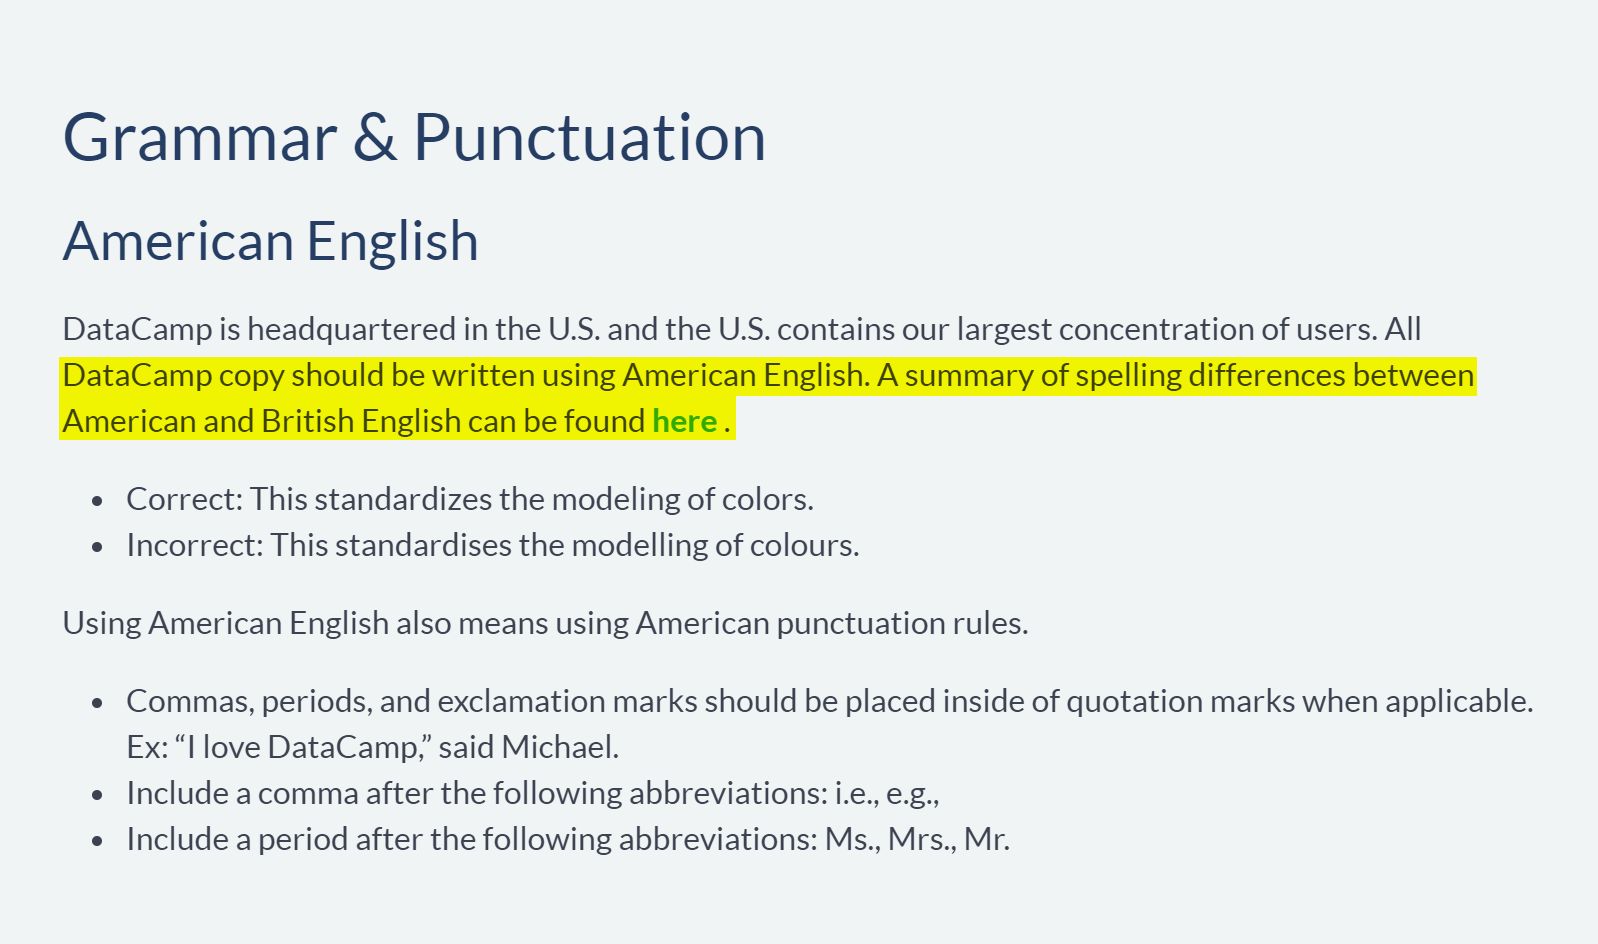 Grammar & Punctuation
American English
DataCamp is headquartered in the U.S. and the U.S. contains our largest concentration of users. All
DataCamp copy should be written using American English. A summary of spelling differences between
American and British English can be found here .
• Correct: This standardizes the modeling of colors.
• Incorrect: This standardises the modelling of colours.
Using American English also means using American punctuation rules.
• Commas, periods, and exclamation marks should be placed inside of quotation marks when applicable.
Ex: “I love DataCamp,” said Michael.
• Include a comma after the following abbreviations: i.e., e.g.,
• Include a period after the following abbreviations: Ms., Mrs., Mr.